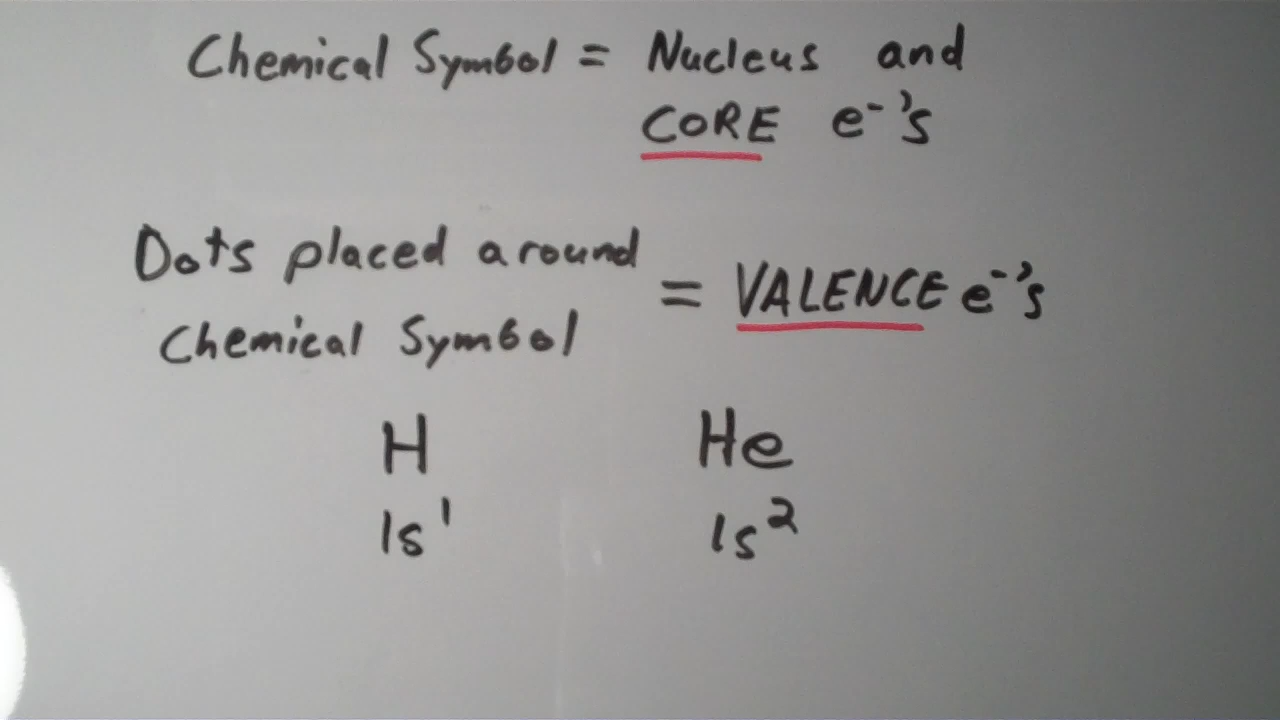 Chemical Symbol = Nucleus and
CORE e⁻'s
Dots placed around
Chemical Symbol
= VALENCE e⁻'s
H He
1s¹ 1s²